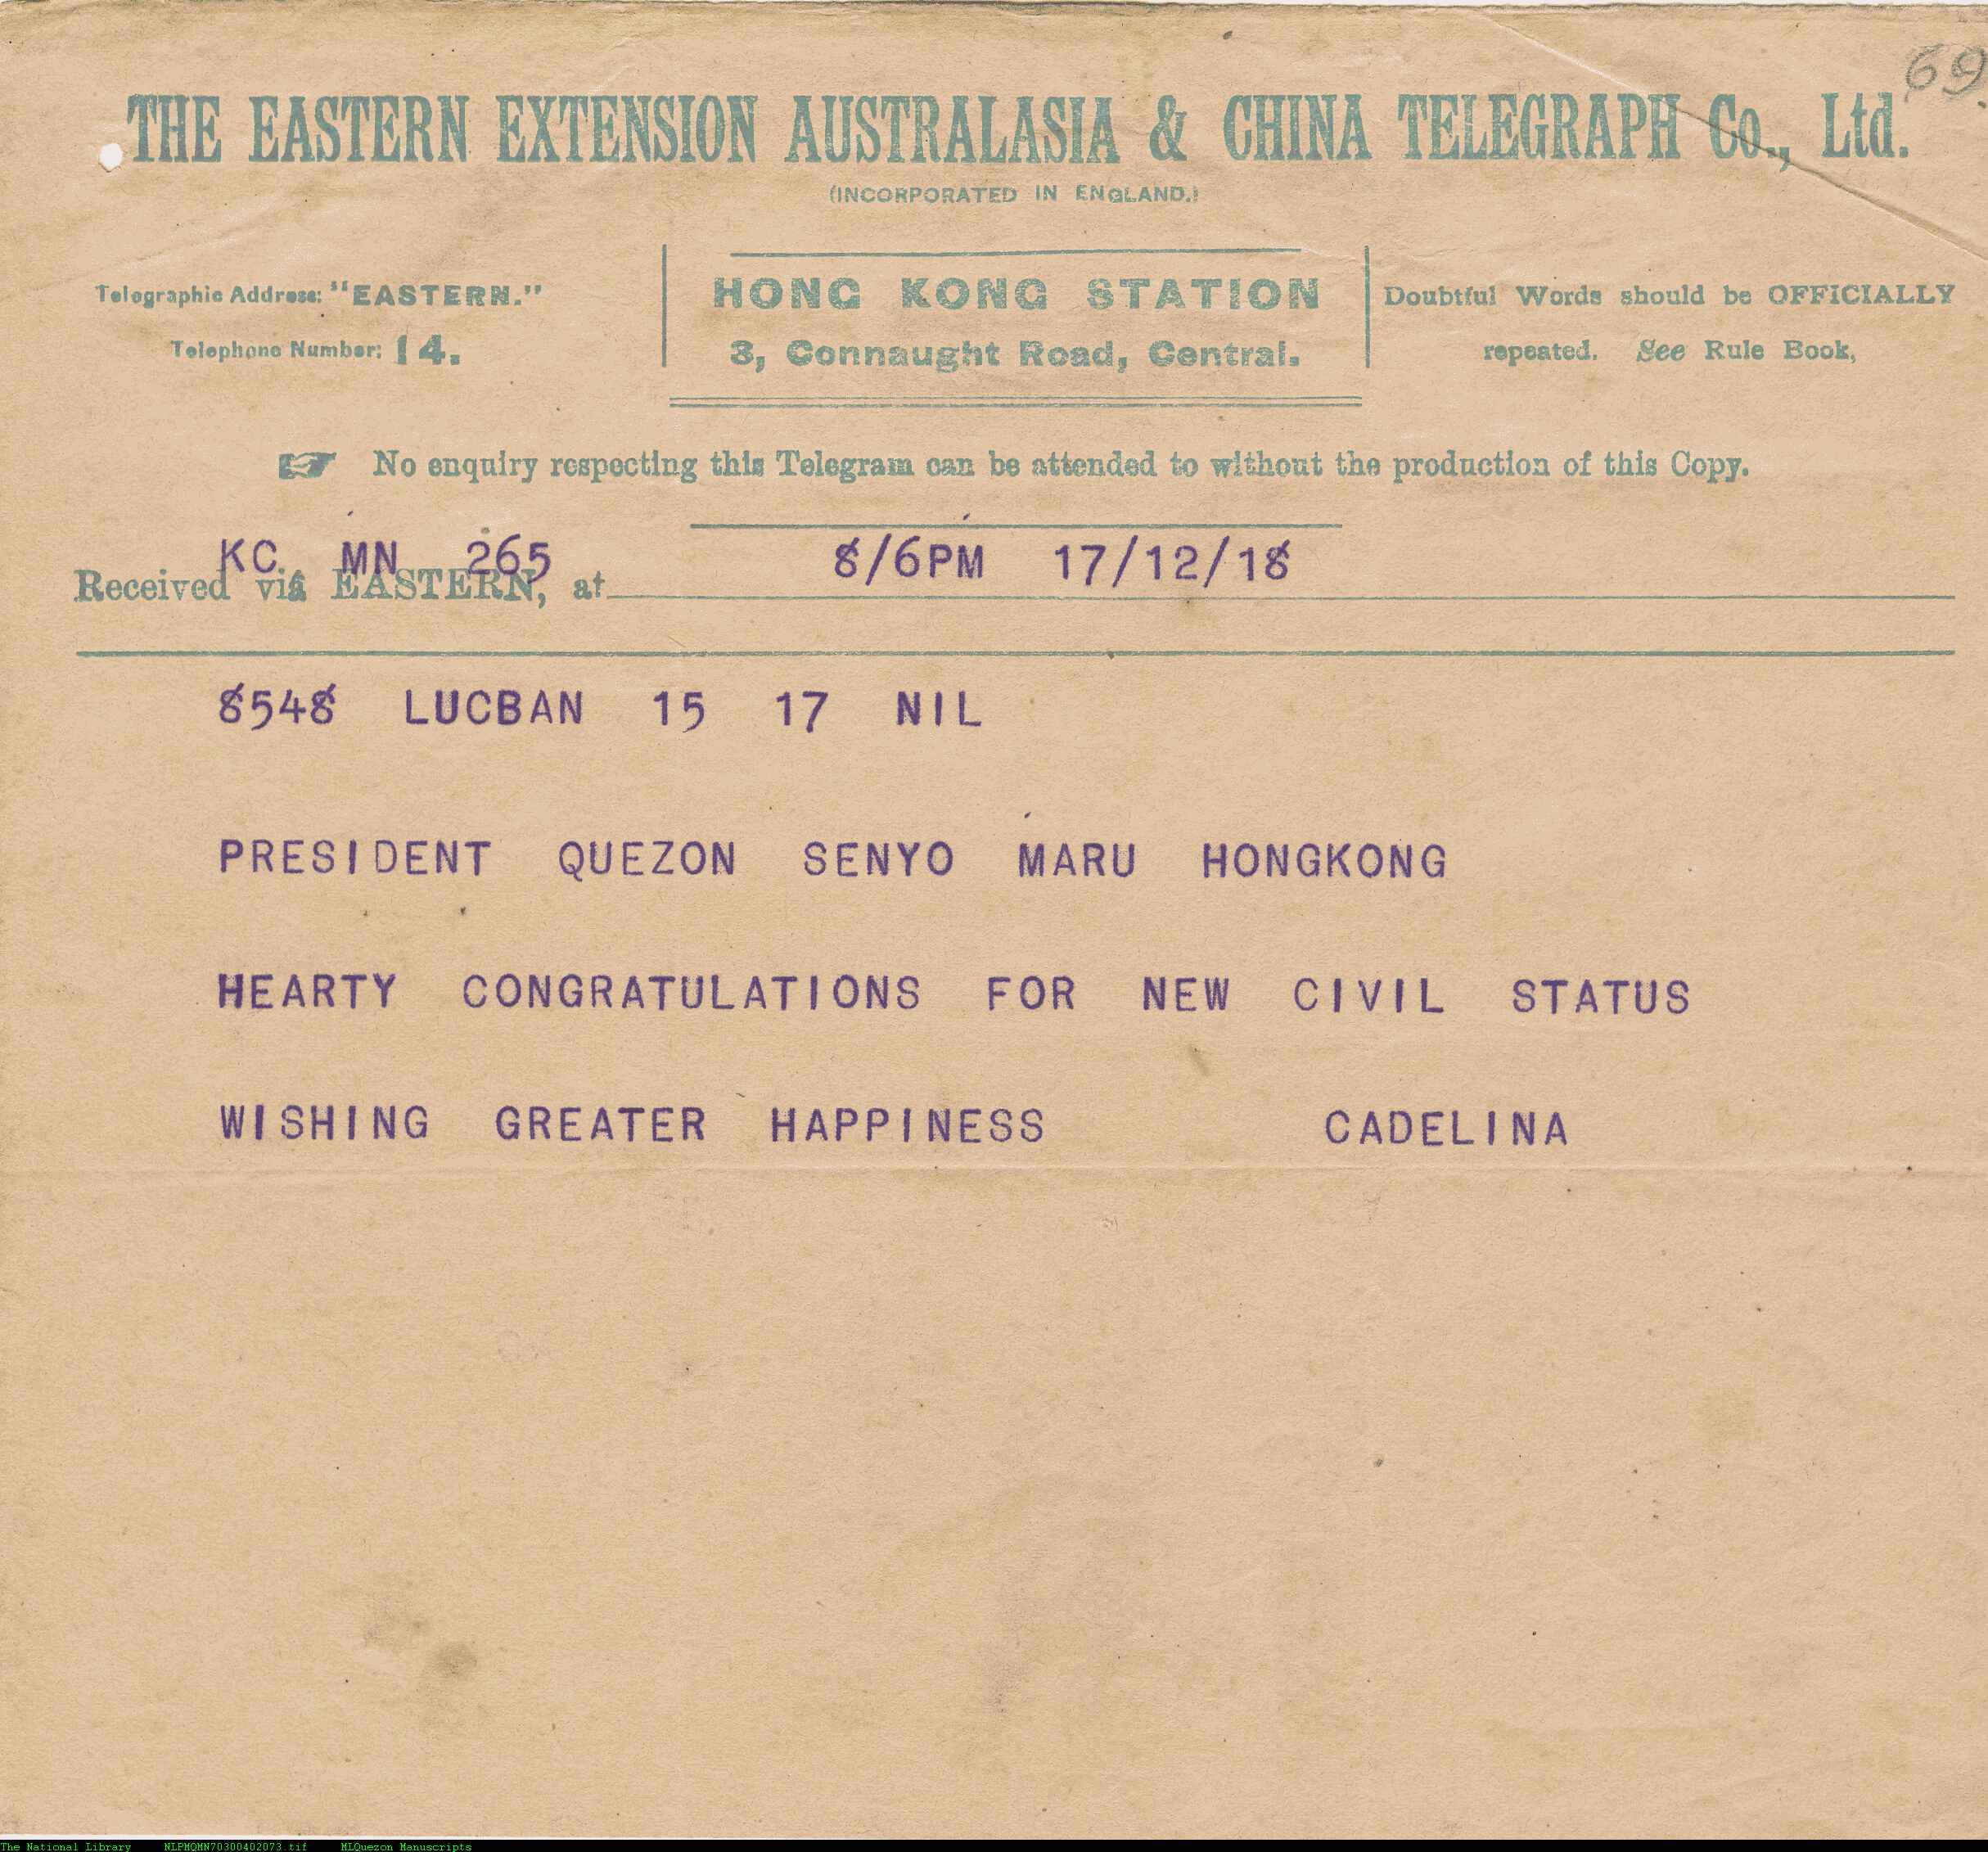 69.
THE EASTERN EXTENSION AUSTRALASIA & CHINA TELEGRAPH Co., Ltd.
(INCORPORATED IN ENGLAND.)
Telegraphic Address: "EASTERN."
Telephone Number: 14.
HONG KONG STATION
3, Connaught Road, Central.
Doubtful Words should be OFFICIALLY
repeated. See Rule Book,
☞ No enquiry respecting this Telegram can be attended to without the production of this Copy.
KC MN 265 8/6PM 17/12/18
Received viâ EASTERN, at
8548 LUCBAN 15 17 NIL
PRESIDENT QUEZON SENYO MARU HONGKONG
HEARTY CONGRATULATIONS FOR NEW CIVIL STATUS
WISHING GREATER HAPPINESS CADELINA
The National Library NLPMQMN70300402073.tif MLQuezon Manuscripts